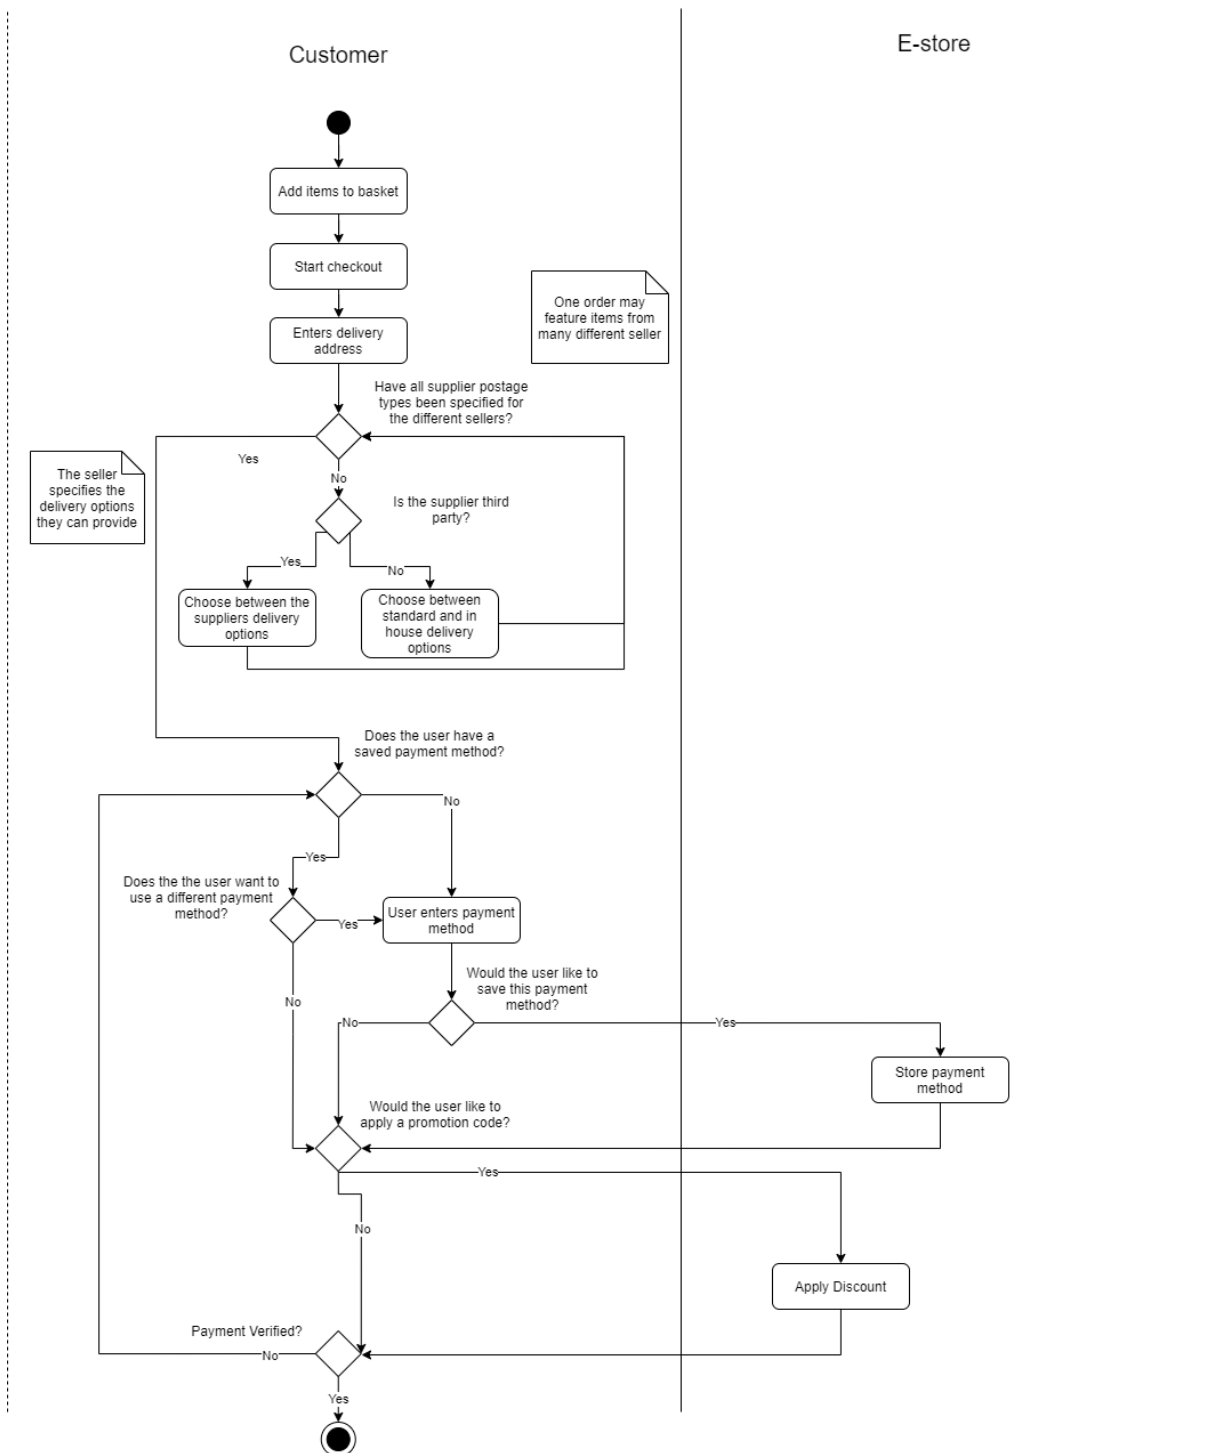 Customer
E-store
Add items to basket
Start checkout
One order may
feature items from
many different seller
Enters delivery
address
Have all supplier postage
types been specified for
the different sellers?
Yes
The seller
specifies the
delivery options
they can provide
No
Is the supplier third
party?
Yes
No
Choose between the
suppliers delivery
options
Choose between
standard and in
house delivery
options
Does the user have a
saved payment method?
No
Yes
Does the the user want to
use a different payment
method?
Yes
User enters payment
method
Would the user like to
save this payment
method?
No
No
Yes
Store payment
method
Would the user like to
apply a promotion code?
Yes
No
Apply Discount
Payment Verified?
No
Yes